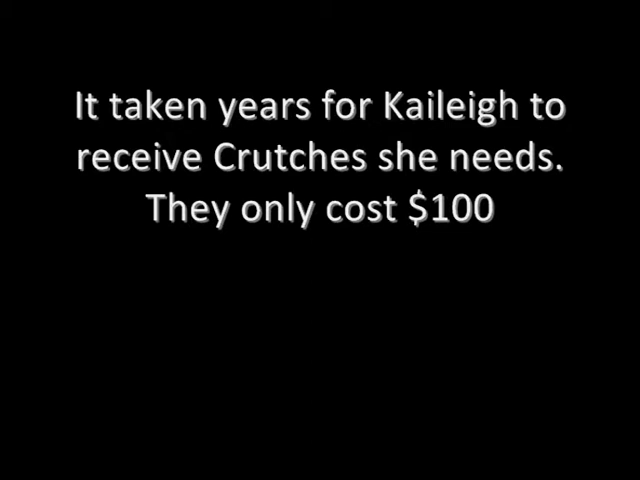 It taken years for Kaileigh to
receive Crutches she needs.
They only cost $100